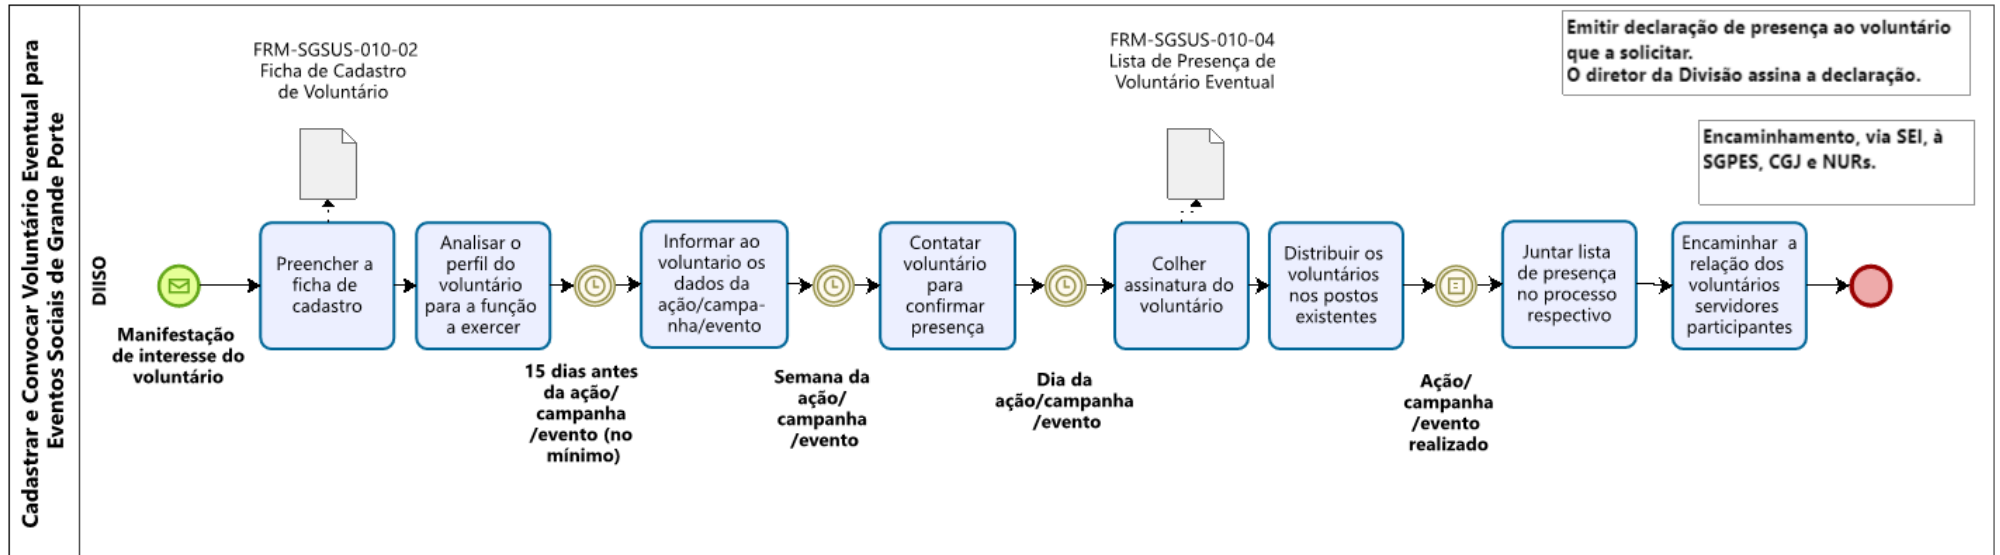 Cadastrar e Convocar Voluntário Eventual para
Eventos Sociais de Grande Porte
DIISO
Manifestação
de interesse do
voluntário
FRM-SGSUS-010-02
Ficha de Cadastro
de Voluntário
Preencher a
ficha de
cadastro
Analisar o
perfil do
voluntário
para a função
a exercer
15 dias antes
da ação/
campanha
/evento (no
mínimo)
Informar ao
voluntario os
dados da
ação/campa-
nha/evento
Semana da
ação/
campanha
/evento
Contatar
voluntário
para
confirmar
presença
Dia da
ação/campanha
/evento
FRM-SGSUS-010-04
Lista de Presença de
Voluntário Eventual
Colher
assinatura do
voluntário
Distribuir os
voluntários
nos postos
existentes
Ação/
campanha
/evento
realizado
Juntar lista
de presença
no processo
respectivo
Encaminhar a
relação dos
voluntários
servidores
participantes
Emitir declaração de presença ao voluntário
que a solicitar.
O diretor da Divisão assina a declaração.
Encaminhamento, via SEI, à
SGPES, CGJ e NURs.